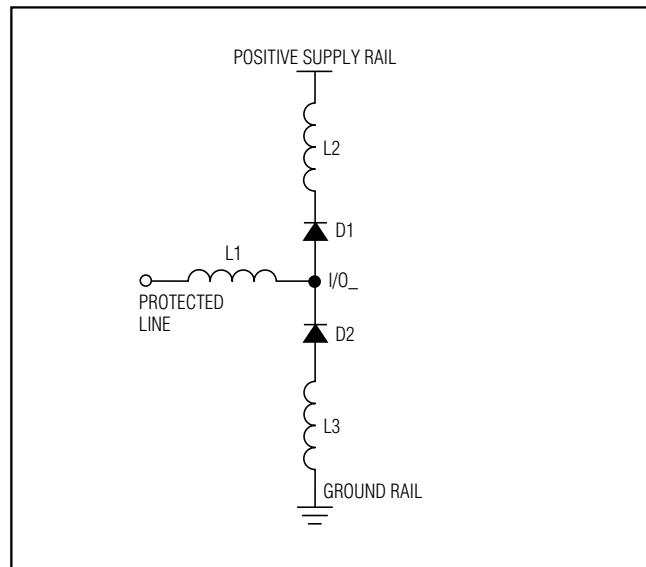 POSITIVE SUPPLY RAIL
L2
D1
L1
I/O_
PROTECTED
LINE
D2
L3
GROUND RAIL